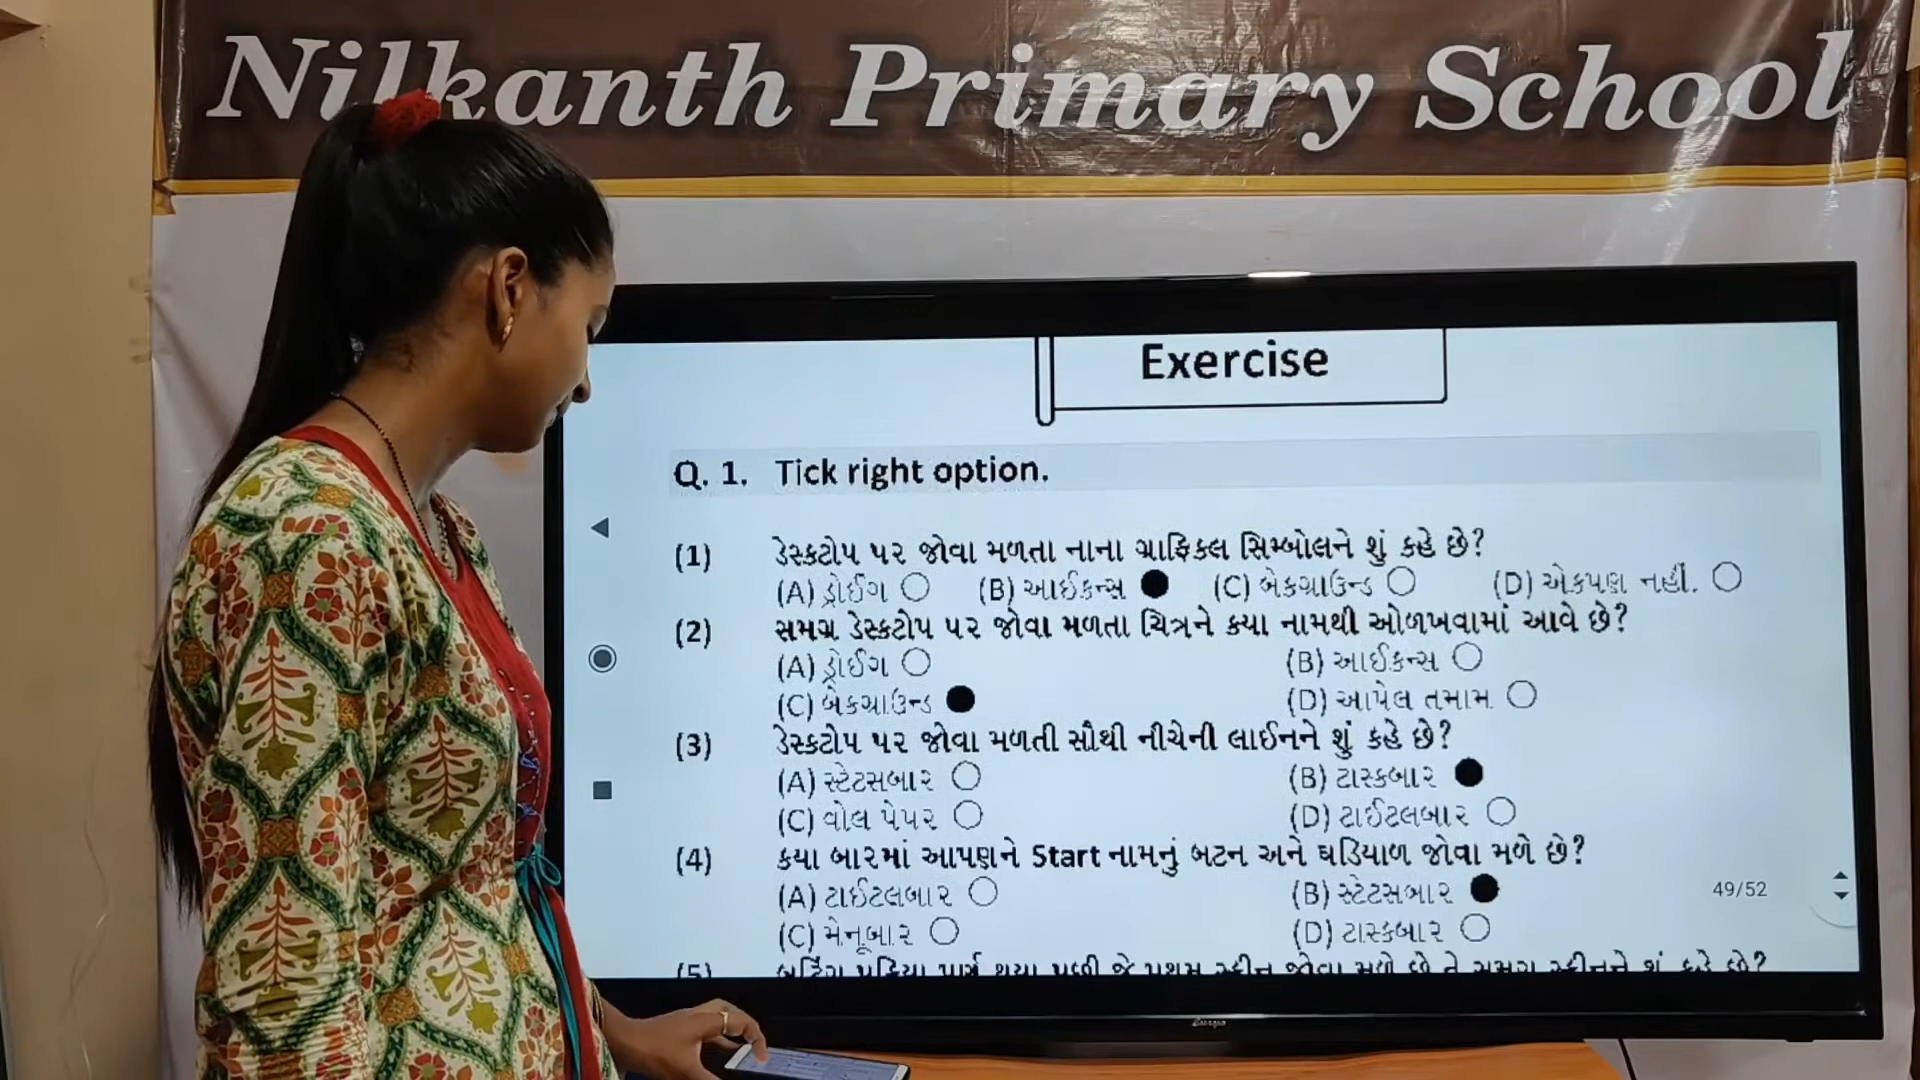 Nilkanth Primary School
Exercise
Q. 1. Tick right option.
(1) ડેસ્કટોપ પર જોવા મળતા નાના ગ્રાફિકલ સિમ્બોલને શું કહે છે?
(A) ડ્રોઈગ (B) આઈકન્સ (C) બેકગ્રાઉન્ડ (D) એકપણ નહીં.
(2) સમગ્ર ડેસ્કટોપ પર જોવા મળતા ચિત્રને કયા નામથી ઓળખવામાં આવે છે?
(A) ડ્રોઈગ (B) આઈકન્સ
(C) બેકગ્રાઉન્ડ (D) આપેલ તમામ
(3) ડેસ્કટોપ પર જોવા મળતી સૌથી નીચેની લાઈનને શું કહે છે?
(A) સ્ટેટસબાર (B) ટાસ્કબાર
(C) વોલ પેપર (D) ટાઈટલબાર
(4) કયા બારમાં આપણને Start નામનું બટન અને ઘડિયાળ જોવા મળે છે?
(A) ટાઈટલબાર (B) સ્ટેટસબાર
49/52
(C) મેનૂબાર (D) ટાસ્કબાર
(5)